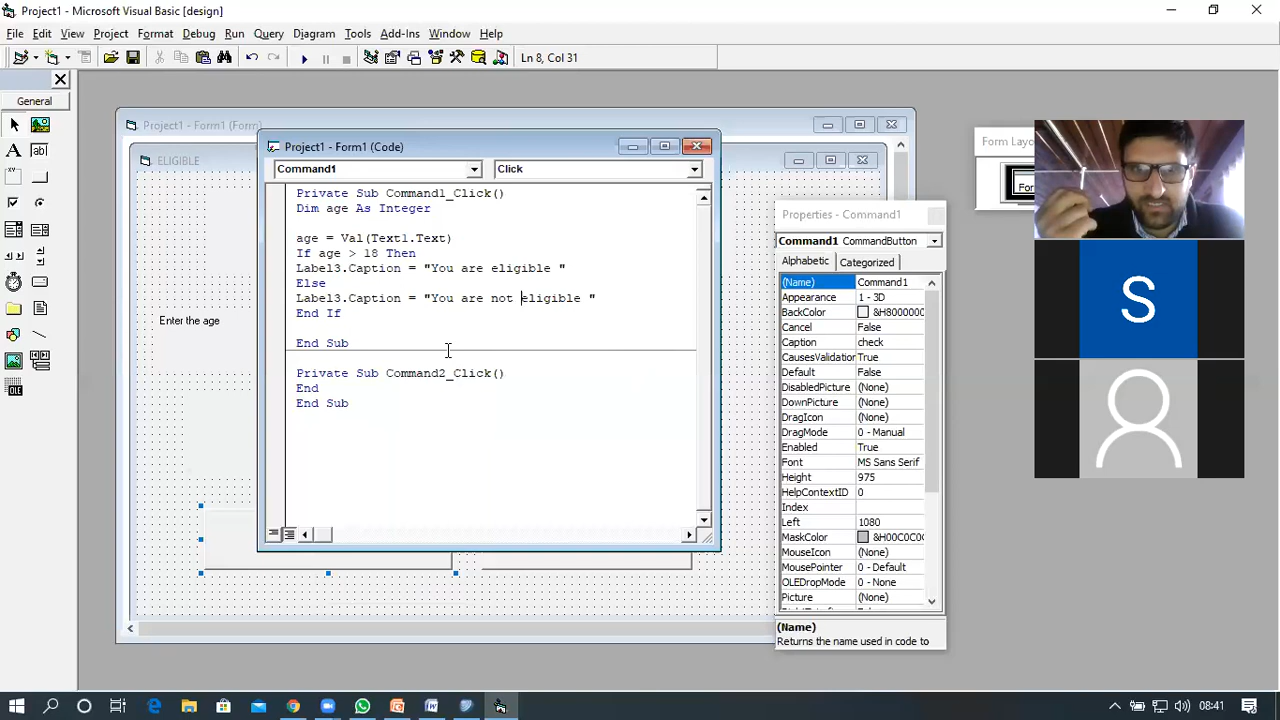 Project1 - Microsoft Visual Basic [design]
File Edit View Project Format Debug Run Query Diagram Tools Add-Ins Window Help
Ln 8, Col 31
General
Project1 - Form1 (Form)
ELIGIBLE
Enter the age
Project1 - Form1 (Code)
Command1 Click
Private Sub Command1_Click()
Dim age As Integer
age = Val(Text1.Text)
If age > 18 Then
Label3.Caption = "You are eligible "
Else
Label3.Caption = "You are not eligible "
End If
End Sub
Private Sub Command2_Click()
End
End Sub
Form Layo
For
Properties - Command1
Command1 CommandButton
Alphabetic Categorized
(Name) Command1
Appearance 1 - 3D
BackColor &H8000000
Cancel False
Caption check
CausesValidation True
Default False
DisabledPicture (None)
DownPicture (None)
DragIcon (None)
DragMode 0 - Manual
Enabled True
Font MS Sans Serif
Height 975
HelpContextID 0
Index
Left 1080
MaskColor &H00C0C0
MouseIcon (None)
MousePointer 0 - Default
OLEDropMode 0 - None
Picture (None)
(Name)
Returns the name used in code to
S
OLE
08:41